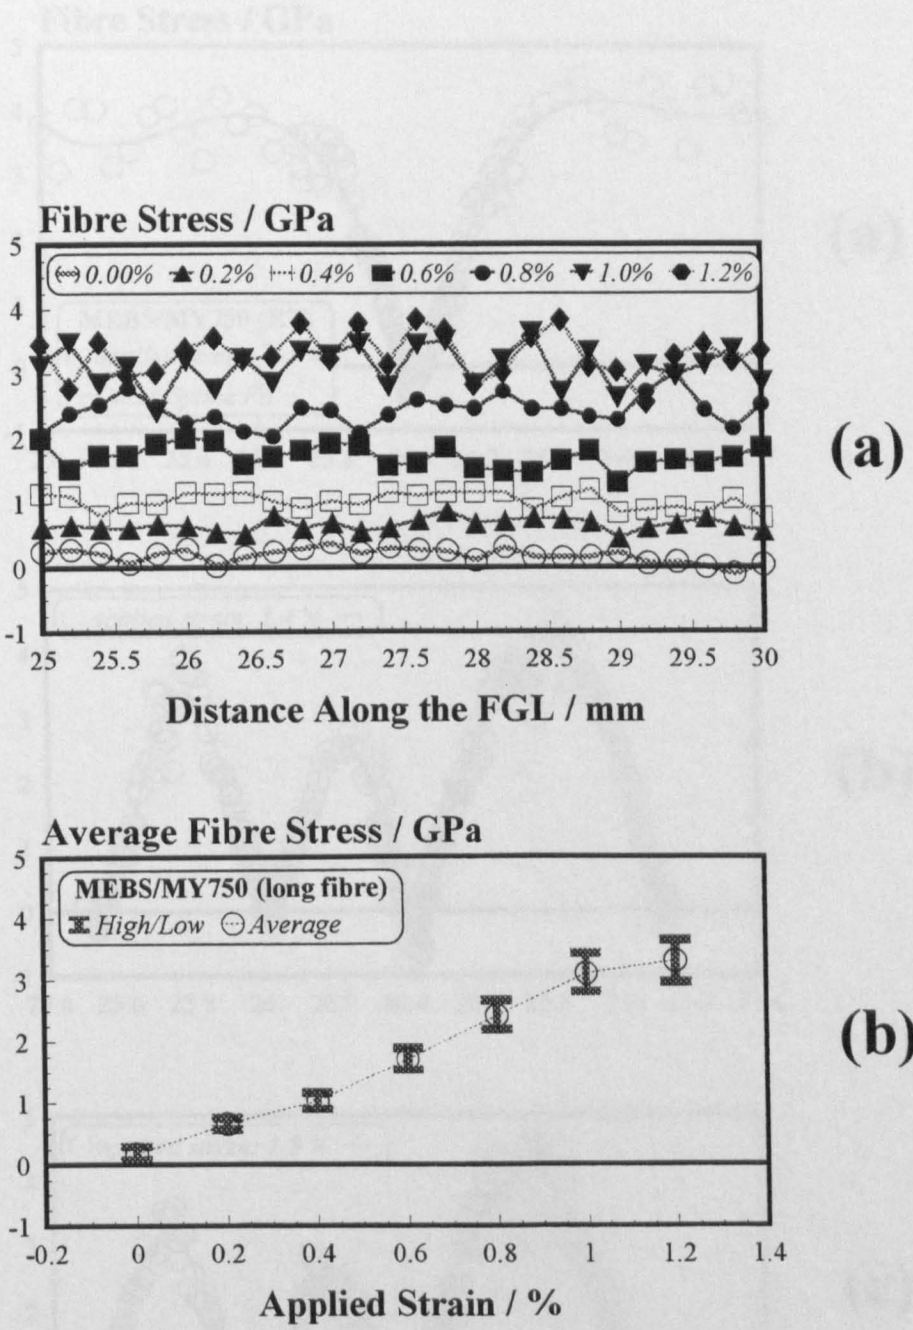 Fibre Stress / GPa
5
0.00% 0.2% 0.4% 0.6% 0.8% 1.0% 1.2%
4
3
2
1
0
-1
25 25.5 26 26.5 27 27.5 28 28.5 29 29.5 30
Distance Along the FGL / mm
(a)
Average Fibre Stress / GPa
5
MEBS/MY750 (long fibre)
High/Low Average
4
3
2
1
0
-1
-0.2 0 0.2 0.4 0.6 0.8 1 1.2 1.4
Applied Strain / %
(b)